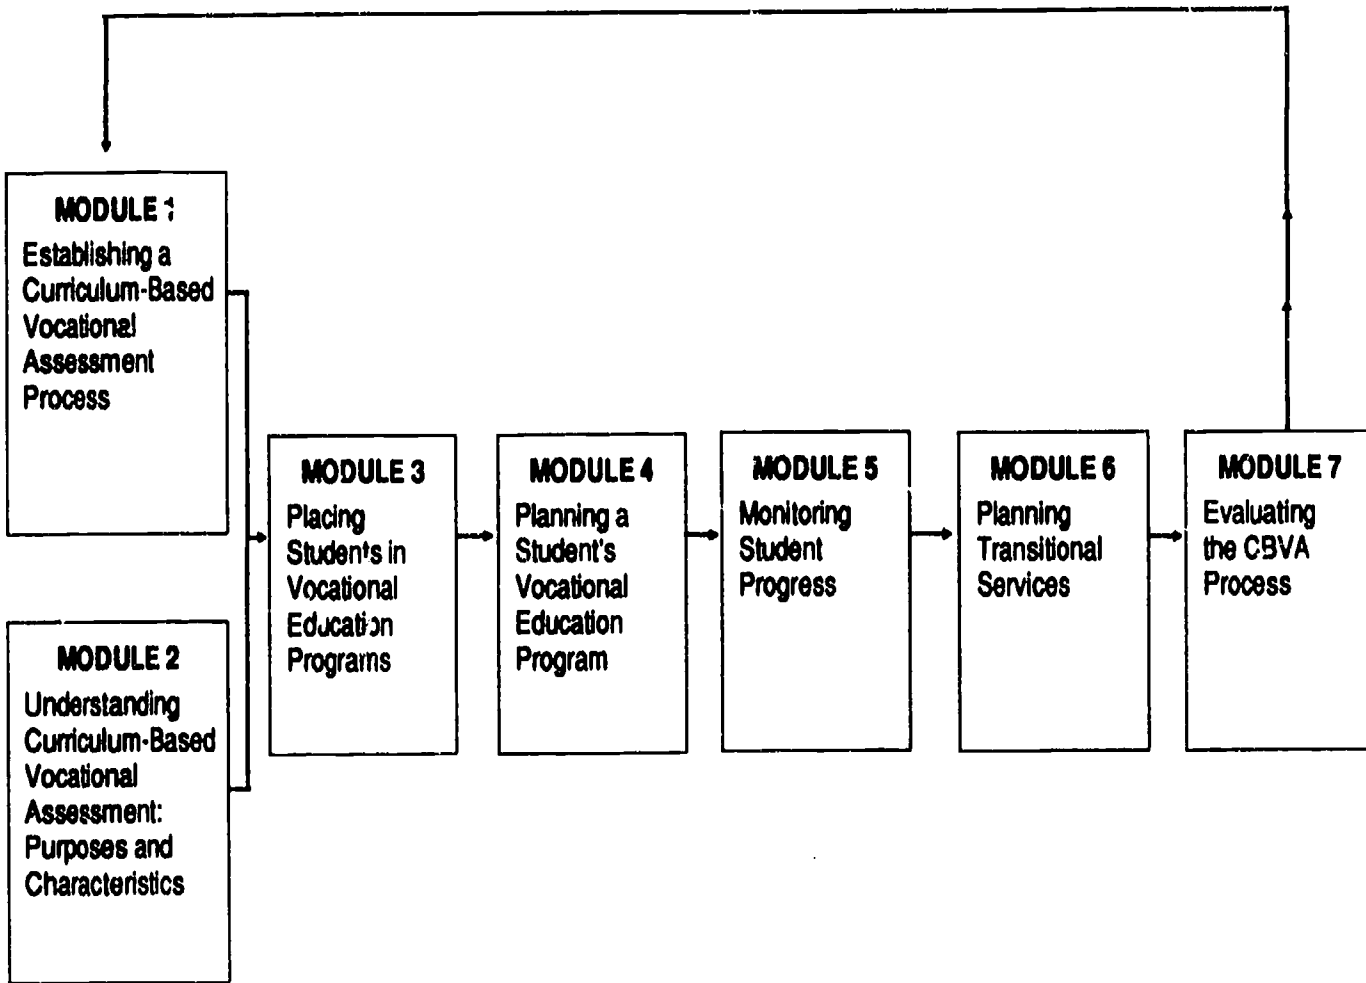 MODULE 1
Establishing a
Curriculum-Based
Vocational
Assessment
Process
MODULE 2
Understanding
Curriculum-Based
Vocational
Assessment:
Purposes and
Characteristics
MODULE 3
Placing
Students in
Vocational
Education
Programs
MODULE 4
Planning a
Student's
Vocational
Education
Program
MODULE 5
Monitoring
Student
Progress
MODULE 6
Planning
Transitional
Services
MODULE 7
Evaluating
the CBVA
Process